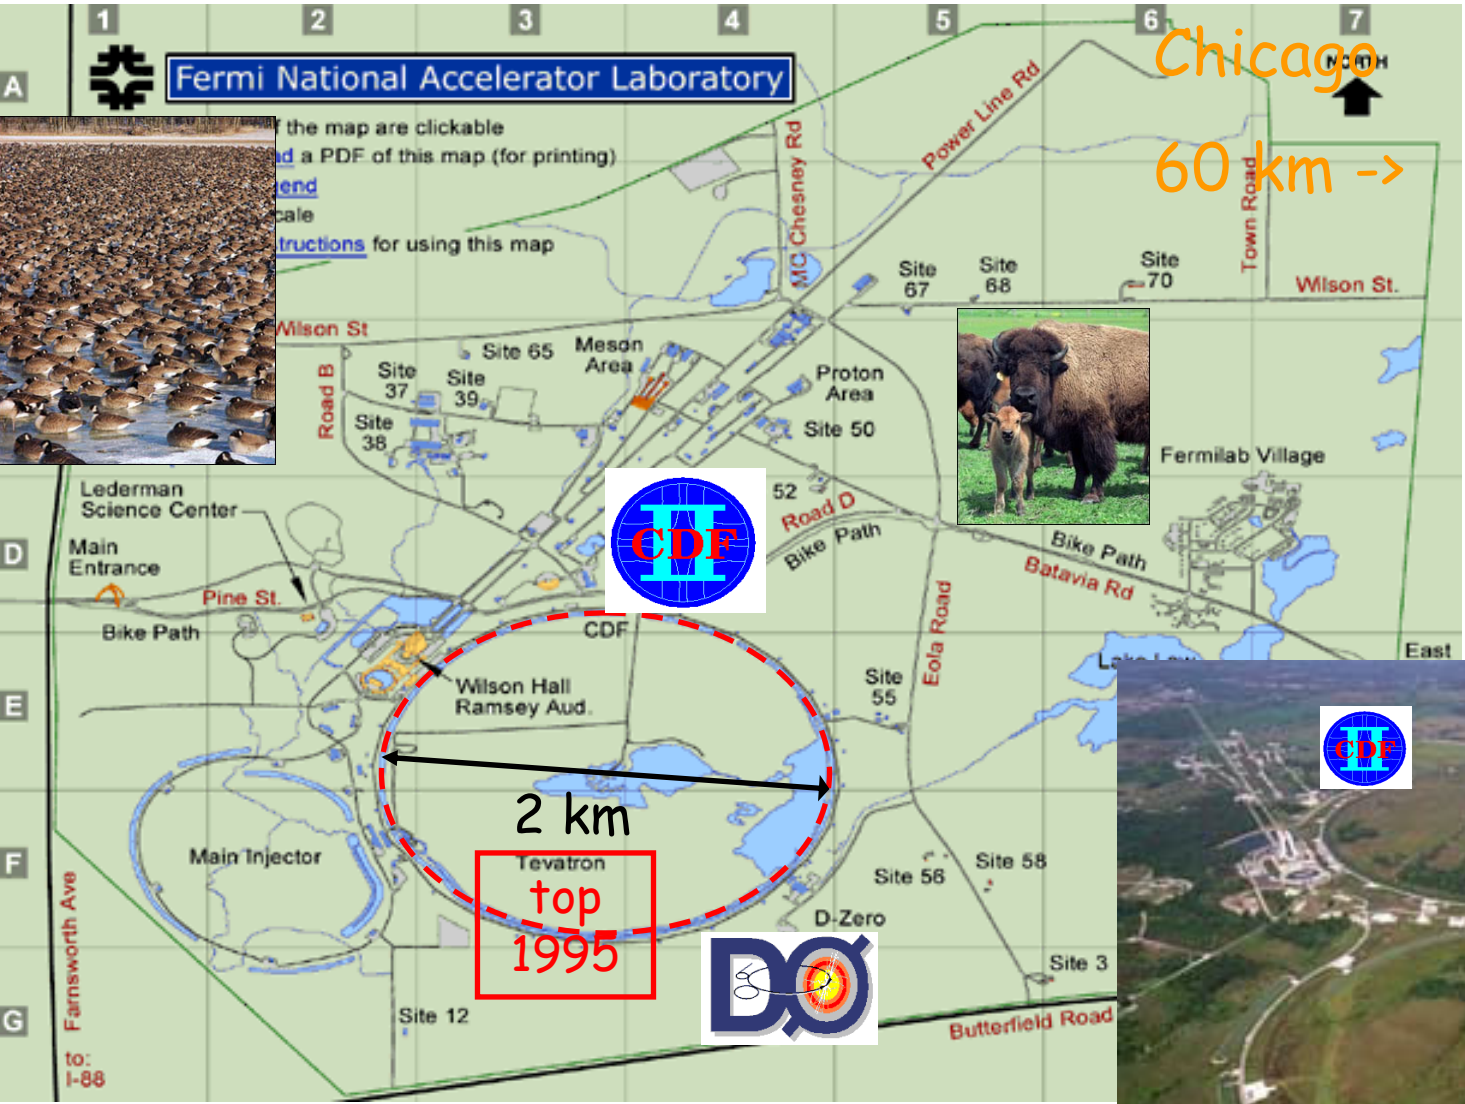 1 2 3 4 5 6 7
Chicago
NORTH
A
Fermi National Accelerator Laboratory
f the map are clickable
ad a PDF of this map (for printing)
gend
cale
tructions for using this map
60 km ->
Power Line Rd
MC Chesney Rd
Town Road
Site
67
Site
68
Site
70
Wilson St.
Wilson St
Site 65
Meson
Area
Road B
Site
37
Site
39
Site
38
Proton
Area
Site 50
Fermilab Village
Lederman
Science Center
52
Road D
Bike Path
II
CDF
D
Main
Entrance
Pine St.
Bike Path
Bike Path
Batavia Rd
CDF
Eola Road
East
E
Wilson Hall
Ramsey Aud.
Site
55
II
CDF
2 km
F
Main Injector
Tevatron
top
1995
Site 56
Site 58
D-Zero
DØ
Site 3
Farnsworth Ave
G
Site 12
Butterfield Road
to:
I-88